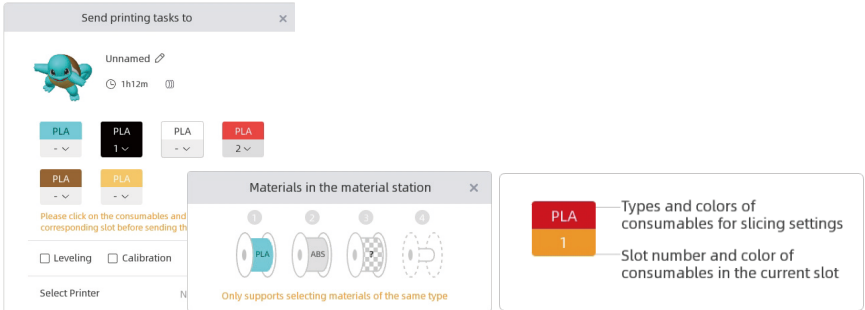 Send printing tasks to
Unnamed
1h12m
PLA PLA PLA PLA
- 1 - 2
PLA PLA
- -
Please click on the consumables and
corresponding slot before sending th
Leveling Calibration
Select Printer N
Materials in the material station
1 2 3 4
PLA ABS ?
Only supports selecting materials of the same type
PLA
1
Types and colors of
consumables for slicing settings
Slot number and color of
consumables in the current slot